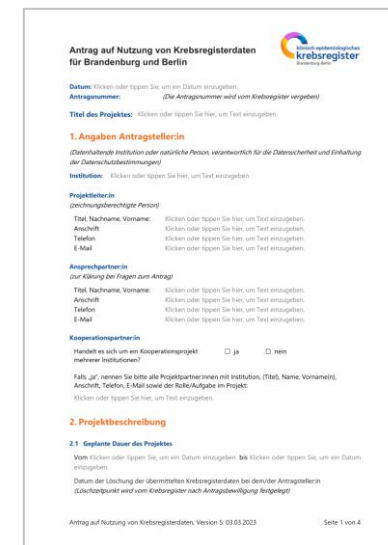 klinisch-epidemiologisches
krebsregister
Brandenburg-Berlin
Antrag auf Nutzung von Krebsregisterdaten
für Brandenburg und Berlin
Datum: Klicken oder tippen Sie, um ein Datum einzugeben.
Antragsnummer: (Die Antragsnummer wird vom Krebsregister vergeben)
Titel des Projektes: Klicken oder tippen Sie hier, um Text einzugeben.
1. Angaben Antragsteller:in
(Datenhaltende Institution oder natürliche Person, verantwortlich für die Datensicherheit und Einhaltung
der Datenschutzbestimmungen)
Institution: Klicken oder tippen Sie hier, um Text eingeben.
Projektleiter:in
(zeichnungsberechtigte Person)
Titel, Nachname, Vorname: Klicken oder tippen Sie hier, um Text einzugeben.
Anschrift Klicken oder tippen Sie hier, um Text einzugeben.
Telefon Klicken oder tippen Sie hier, um Text einzugeben.
E-Mail Klicken oder tippen Sie hier, um Text einzugeben.
Ansprechpartner:in
(zur Klärung bei Fragen zum Antrag)
Titel, Nachname, Vorname: Klicken oder tippen Sie hier, um Text einzugeben.
Anschrift Klicken oder tippen Sie hier, um Text einzugeben.
Telefon Klicken oder tippen Sie hier, um Text einzugeben.
E-Mail Klicken oder tippen Sie hier, um Text einzugeben.
Kooperationspartner:in
Handelt es sich um ein Kooperationsprojekt ☐ ja ☐ nein
mehrerer Institutionen?
Falls „ja“, nennen Sie bitte alle Projektpartner:innen mit Institution, (Titel), Name, Vorname(n),
Anschrift, Telefon, E-Mail sowie der Rolle/Aufgabe im Projekt:
Klicken oder tippen Sie hier, um Text einzugeben.
2. Projektbeschreibung
2.1 Geplante Dauer des Projektes
Vom Klicken oder tippen Sie, um ein Datum einzugeben. bis Klicken oder tippen Sie, um ein Datum
einzugeben.
Datum der Löschung der übermittelten Krebsregisterdaten bei dem/der Antragsteller:in
(Löschzeitpunkt wird vom Krebsregister nach Antragsbewilligung festgelegt)
Antrag auf Nutzung von Krebsregisterdaten, Version 5: 03.03.2023 Seite 1 von 4